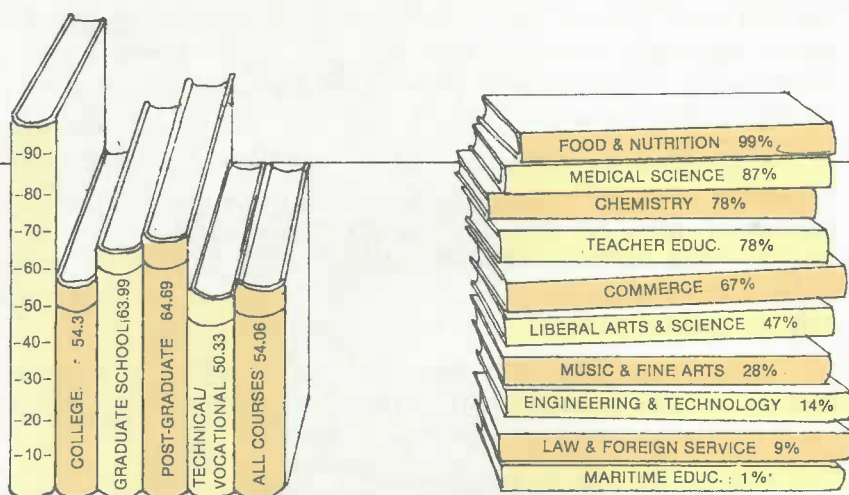 -90-
-80-
-70-
-60-
-50-
-40-
-30-
-20-
-10-
COLLEGE. : 54.3
GRADUATE SCHOOL 63.99
POST-GRADUATE 64.69
TECHNICAL/
VOCATIONAL 50.33
ALL COURSES 54.06
FOOD & NUTRITION 99%
MEDICAL SCIENCE 87%
CHEMISTRY 78%
TEACHER EDUC. 78%
COMMERCE 67%
LIBERAL ARTS & SCIENCE 47%
MUSIC & FINE ARTS 28%
ENGINEERING & TECHNOLOGY 14%
LAW & FOREIGN SERVICE 9%
MARITIME EDUC. : 1%